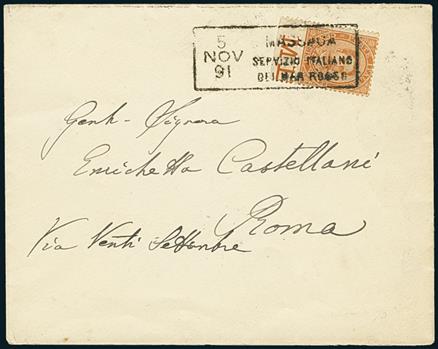 5
NOV
91
MASSAUA
SERVIZIO ITALIANO
DEL MAR ROSSO
Gent. Signora
Enrichetta Castellani
Roma
Via Venti Settembre